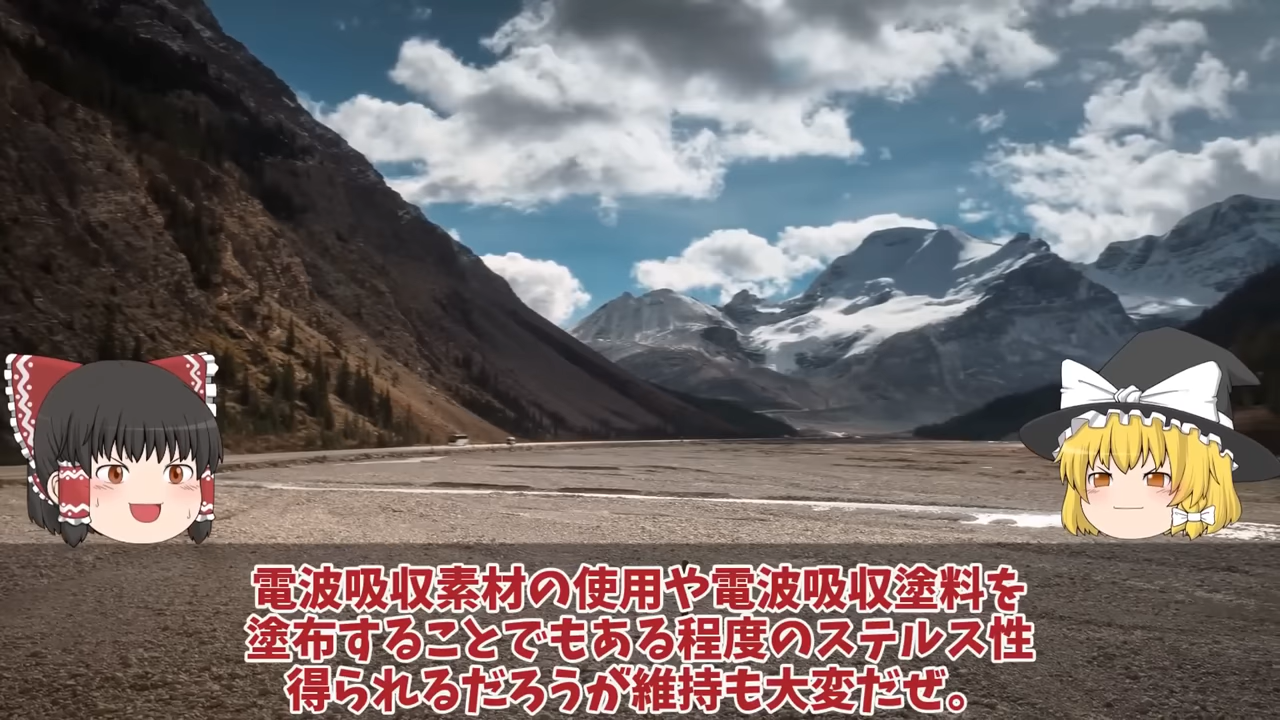 電波吸収素材の使用や電波吸収塗料を
塗布することでもある程度のステルス性
得られるだろうが維持も大変だぜ。